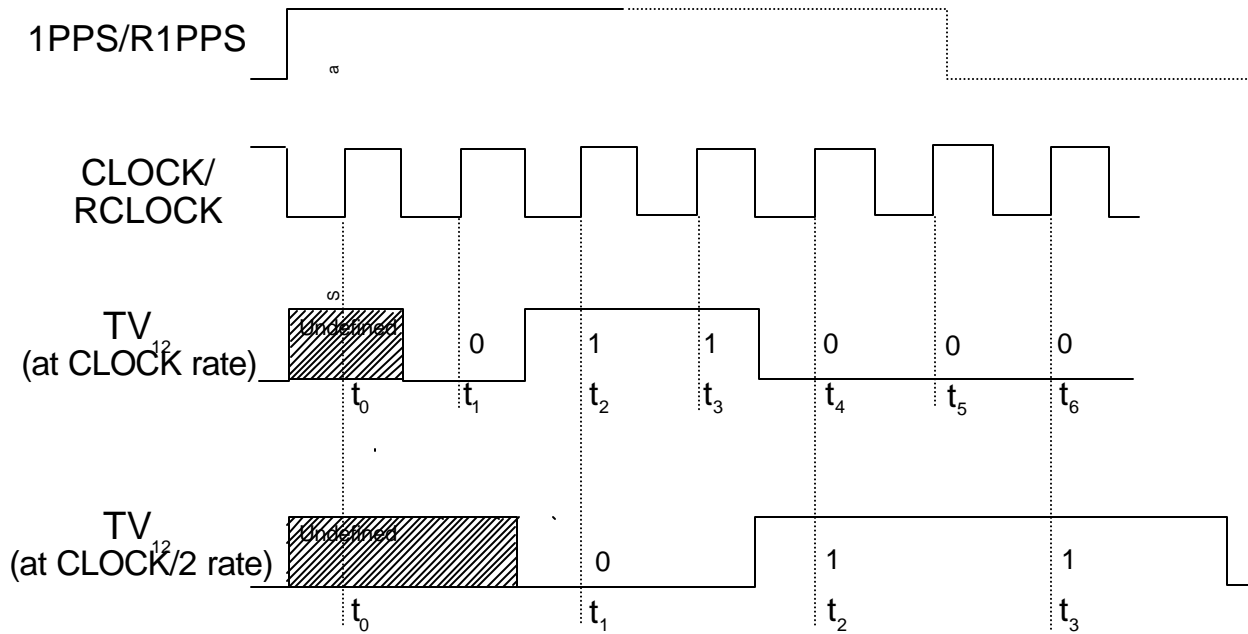 1PPS/R1PPS
a
CLOCK/
RCLOCK
S
TV12
(at CLOCK rate)
Undefined
0 1 1 0 0 0
t0 t1 t2 t3 t4 t5 t6
TV12
(at CLOCK/2 rate)
Undefined
0 1 1
t0 t1 t2 t3